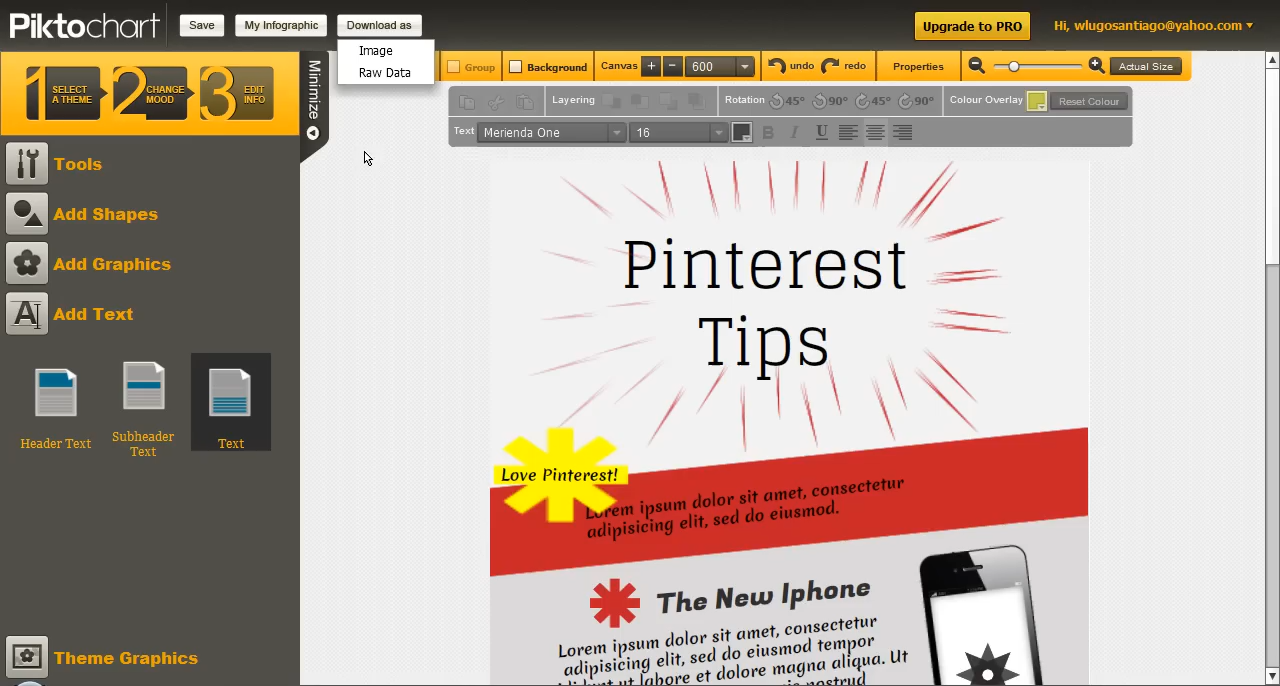 Piktochart
Save
My Infographic
Download as
Upgrade to PRO
Hi, wlugosantiago@yahoo.com
Image
Raw Data
1 SELECT A THEME
2 CHANGE MOOD
3 EDIT INFO
Minimize
Group
Background
Canvas + - 600
undo
redo
Properties
Actual Size
Layering
Rotation 45° 90° 45° 90°
Colour Overlay
Reset Colour
Text Merienda One 16 B I U
Tools
Add Shapes
Add Graphics
Add Text
Header Text
Subheader
Text
Text
Theme Graphics
Pinterest
Tips
Love Pinterest!
Lorem ipsum dolor sit amet, consectetur
adipisicing elit, sed do eiusmod.
The New Iphone
Lorem ipsum dolor sit amet, consectetur
adipisicing elit, sed do eiusmod tempor
ut labore et dolore magna aliqua. Ut
nostrud